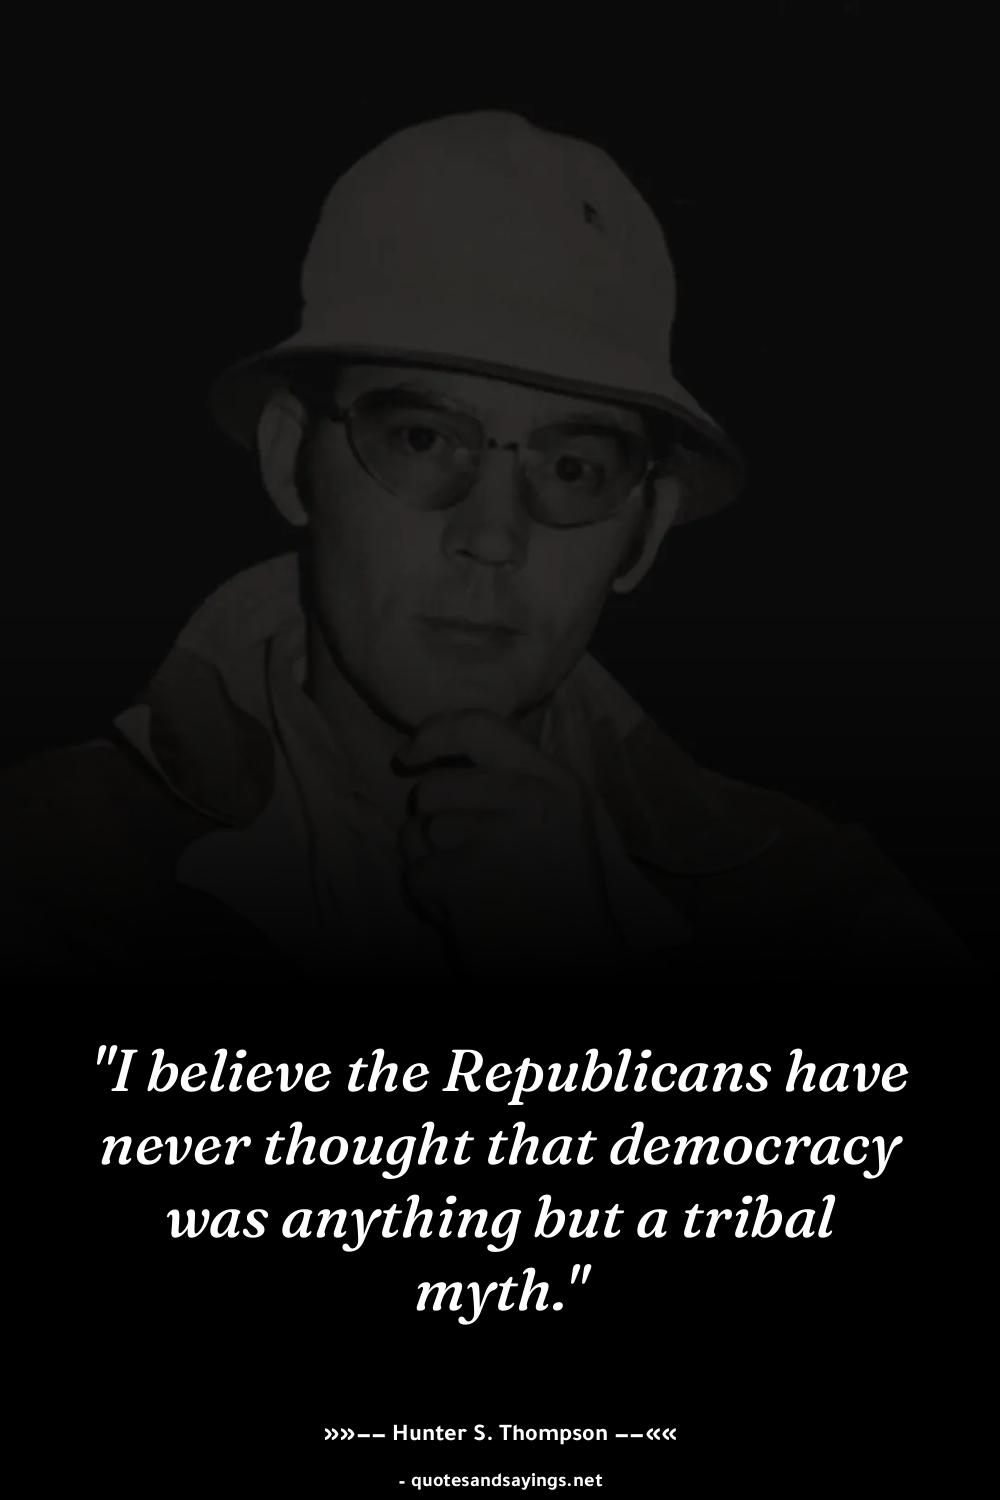 "I believe the Republicans have
never thought that democracy
was anything but a tribal
myth."
»»–– Hunter S. Thompson ––««
- quotesandsayings.net